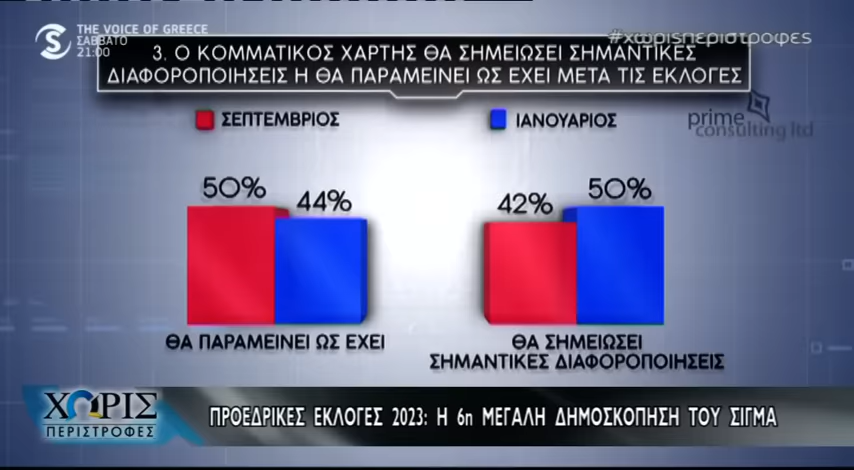 THE VOICE OF GREECE
ΣΑΒΒΑΤΟ
21:00
#χωρίςπεριστροφές
3. Ο ΚΟΜΜΑΤΙΚΟΣ ΧΑΡΤΗΣ ΘΑ ΣΗΜΕΙΩΣΕΙ ΣΗΜΑΝΤΙΚΕΣ
ΔΙΑΦΟΡΟΠΟΙΗΣΕΙΣ Η ΘΑ ΠΑΡΑΜΕΙΝΕΙ ΩΣ ΕΧΕΙ ΜΕΤΑ ΤΙΣ ΕΚΛΟΓΕΣ
ΣΕΠΤΕΜΒΡΙΟΣ
ΙΑΝΟΥΑΡΙΟΣ
prime
consulting ltd
50%
44%
42%
50%
ΘΑ ΠΑΡΑΜΕΙΝΕΙ ΩΣ ΕΧΕΙ
ΘΑ ΣΗΜΕΙΩΣΕΙ
ΣΗΜΑΝΤΙΚΕΣ ΔΙΑΦΟΡΟΠΟΙΗΣΕΙΣ
ΧΩΡΙΣ
ΠΕΡΙΣΤΡΟΦΕΣ
ΠΡΟΕΔΡΙΚΕΣ ΕΚΛΟΓΕΣ 2023: Η 6η ΜΕΓΑΛΗ ΔΗΜΟΣΚΟΠΗΣΗ ΤΟΥ ΣΙΓΜΑ